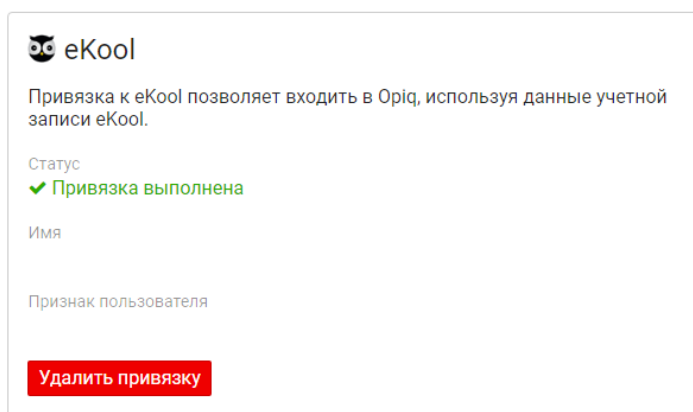 eKool
Привязка к eKool позволяет входить в Opiq, используя данные учетной
записи eKool.
Статус
Привязка выполнена
Имя
Признак пользователя
Удалить привязку